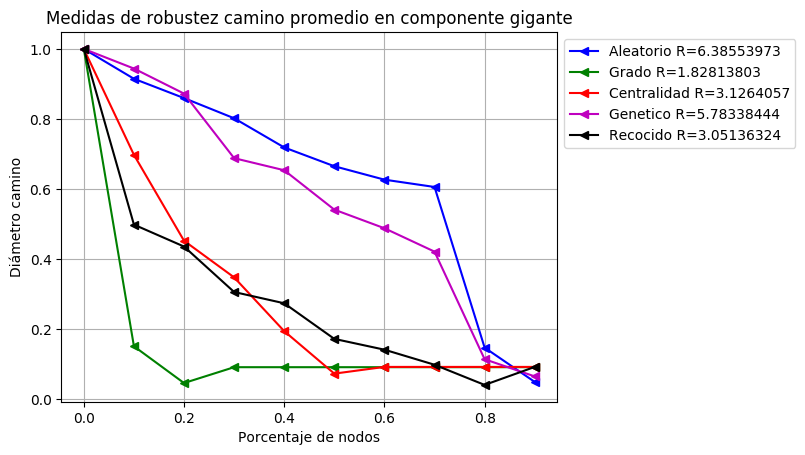 Medidas de robustez camino promedio en componente gigante
1.0
0.8
0.6
0.4
0.2
0.0
Diámetro camino
0.0
0.2
0.4
0.6
0.8
Porcentaje de nodos
Aleatorio R=6.38553973
Grado R=1.82813803
Centralidad R=3.1264057
Genetico R=5.78338444
Recocido R=3.05136324